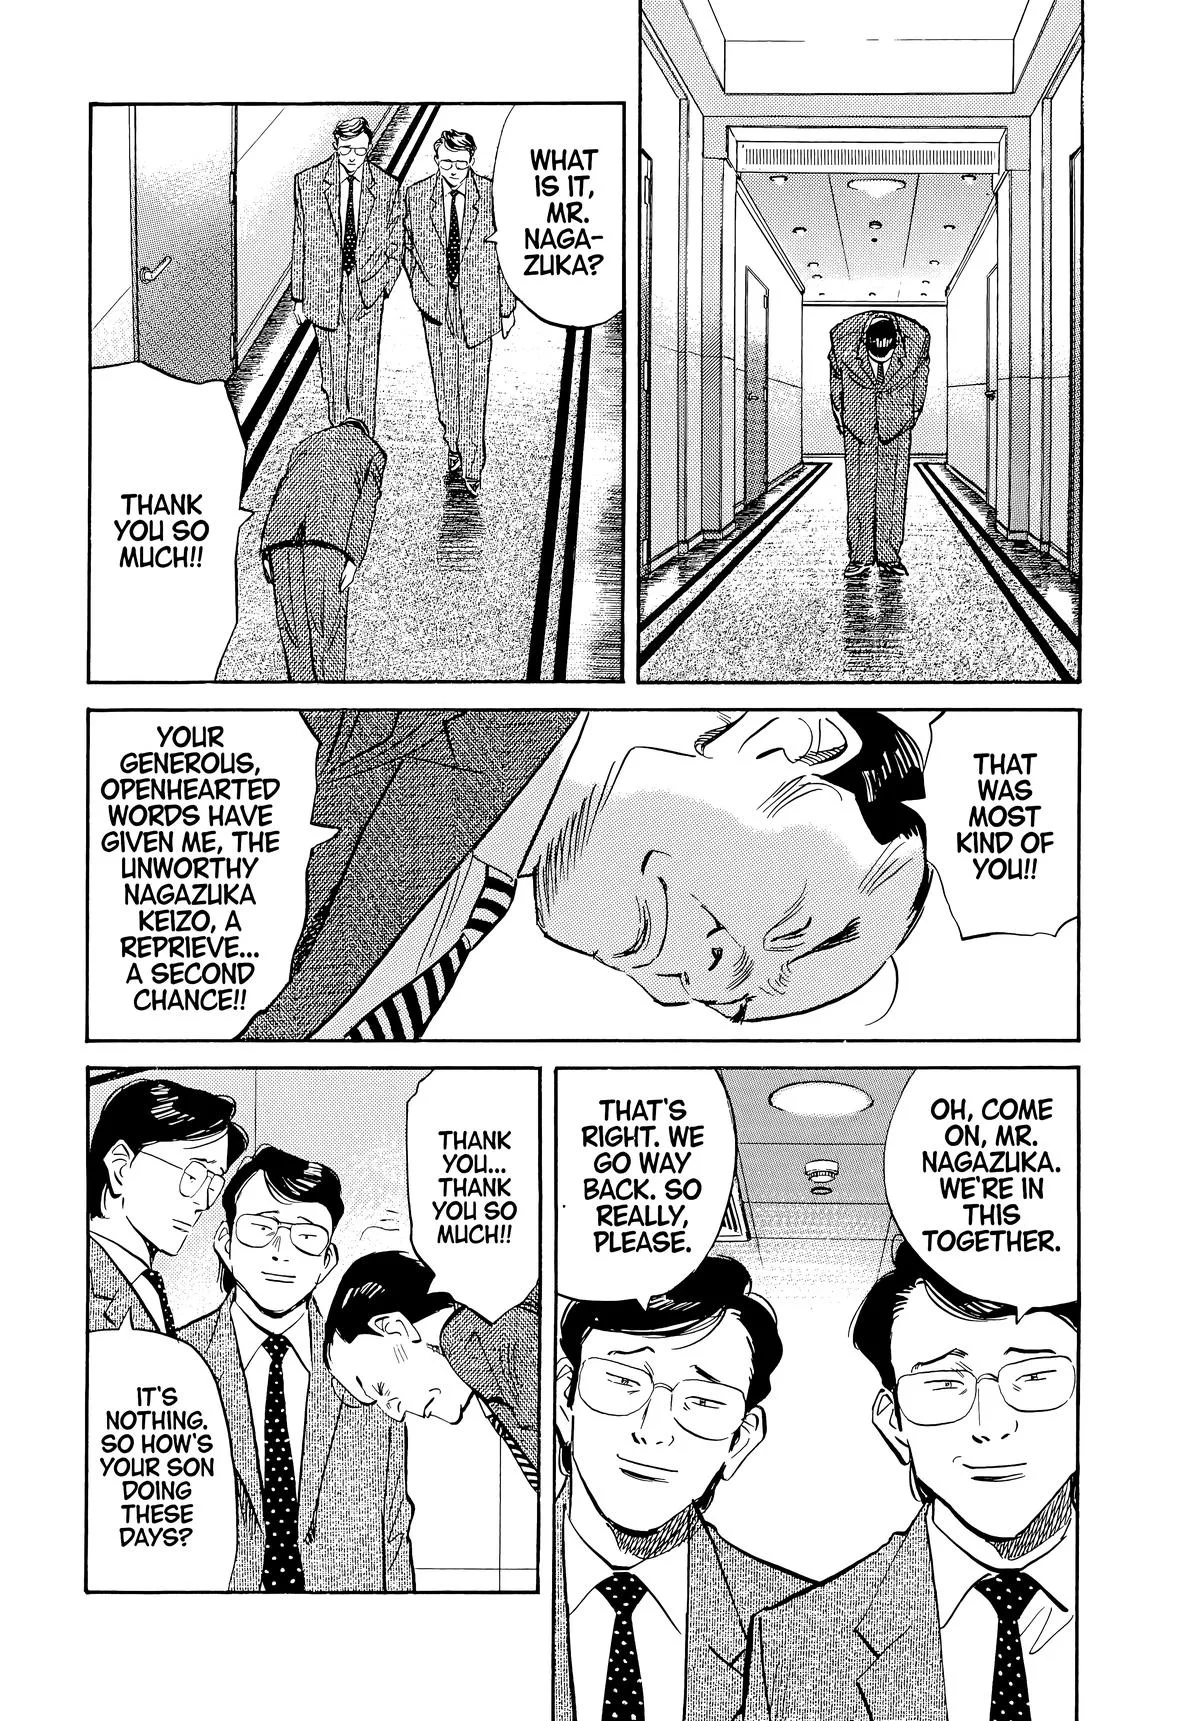 WHAT
IS IT,
MR.
NAGA-
ZUKA?
THANK
YOU SO
MUCH!!
THAT
WAS
MOST
KIND OF
YOU!!
YOUR
GENEROUS,
OPENHEARTED
WORDS HAVE
GIVEN ME, THE
UNWORTHY
NAGAZUKA
KEIZO, A
REPRIEVE...
A SECOND
CHANCE!!
OH, COME
ON, MR.
NAGAZUKA.
WE'RE IN
THIS
TOGETHER.
THAT'S
RIGHT. WE
GO WAY
BACK. SO
REALLY,
PLEASE.
THANK
YOU...
THANK
YOU SO
MUCH!!
IT'S
NOTHING.
SO HOW'S
YOUR SON
DOING
THESE
DAYS?